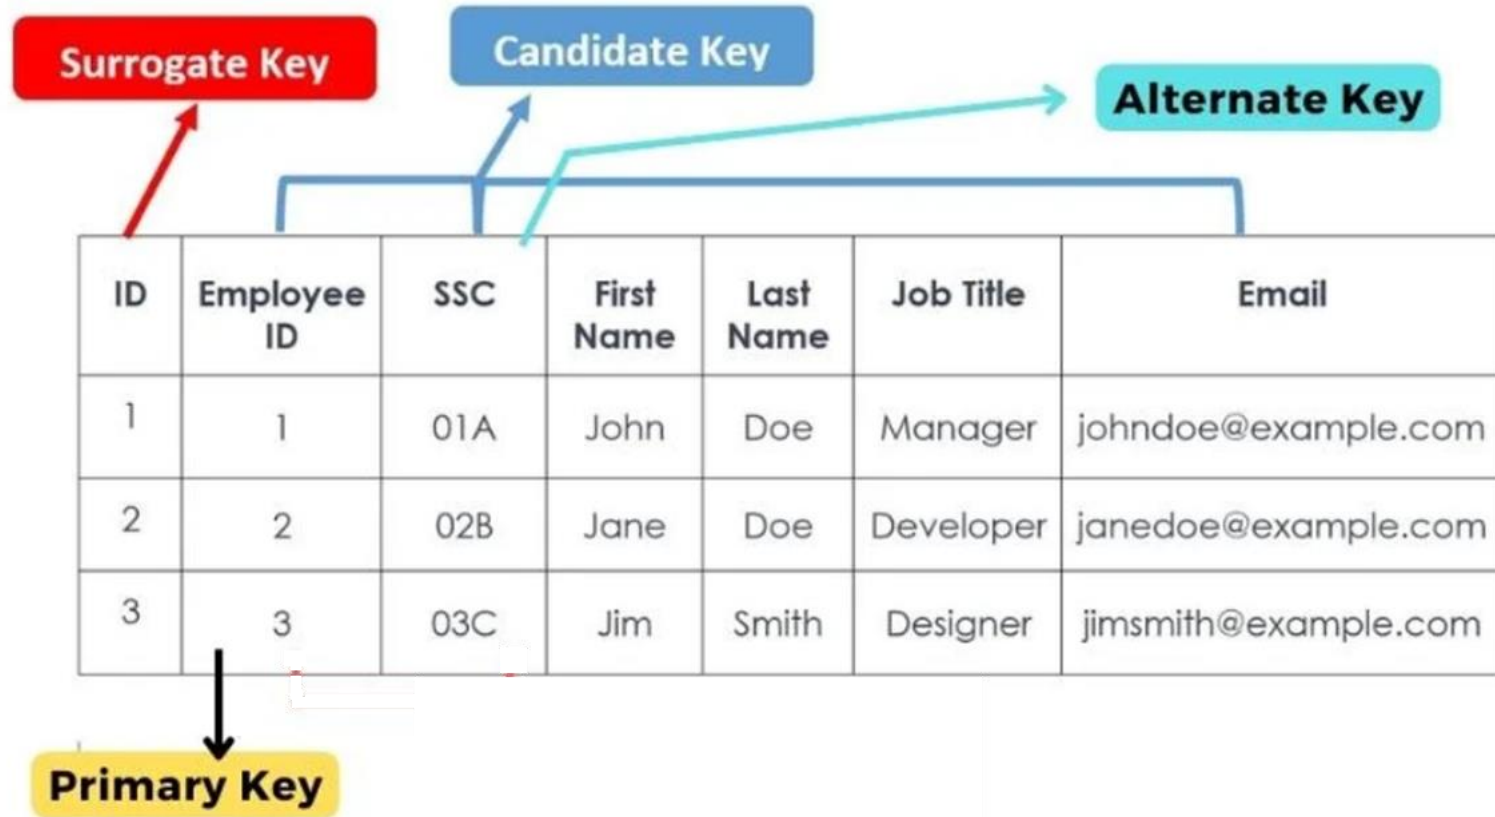 Surrogate Key
Candidate Key
Alternate Key
ID Employee ID SSC First Name Last Name Job Title Email
1 1 01A John Doe Manager johndoe@example.com
2 2 02B Jane Doe Developer janedoe@example.com
3 3 03C Jim Smith Designer jimsmith@example.com
Primary Key